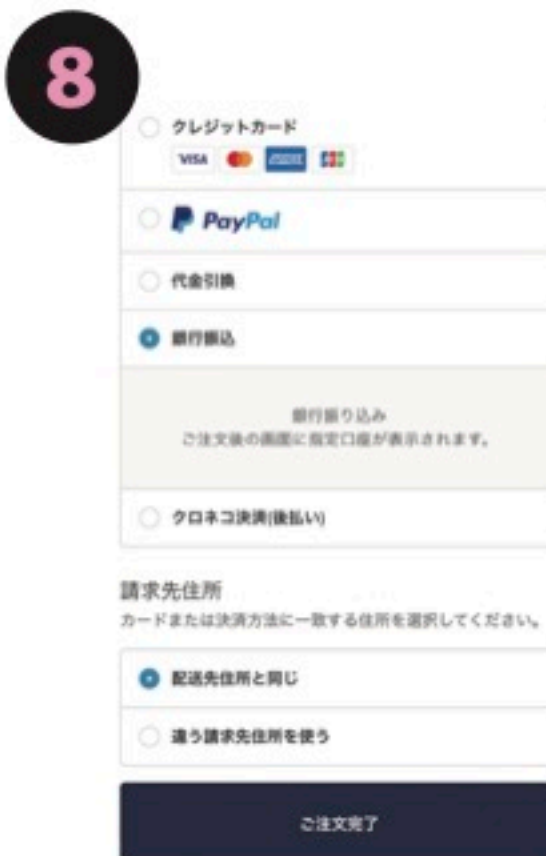 8
クレジットカード
VISA AMEX JCB
PayPal
代金引換
銀行振込
銀行振り込み
ご注文後の画面に指定口座が表示されます。
クロネコ決済(後払い)
請求先住所
カードまたは決済方法に一致する住所を選択してください。
配送先住所と同じ
違う請求先住所を使う
ご注文完了